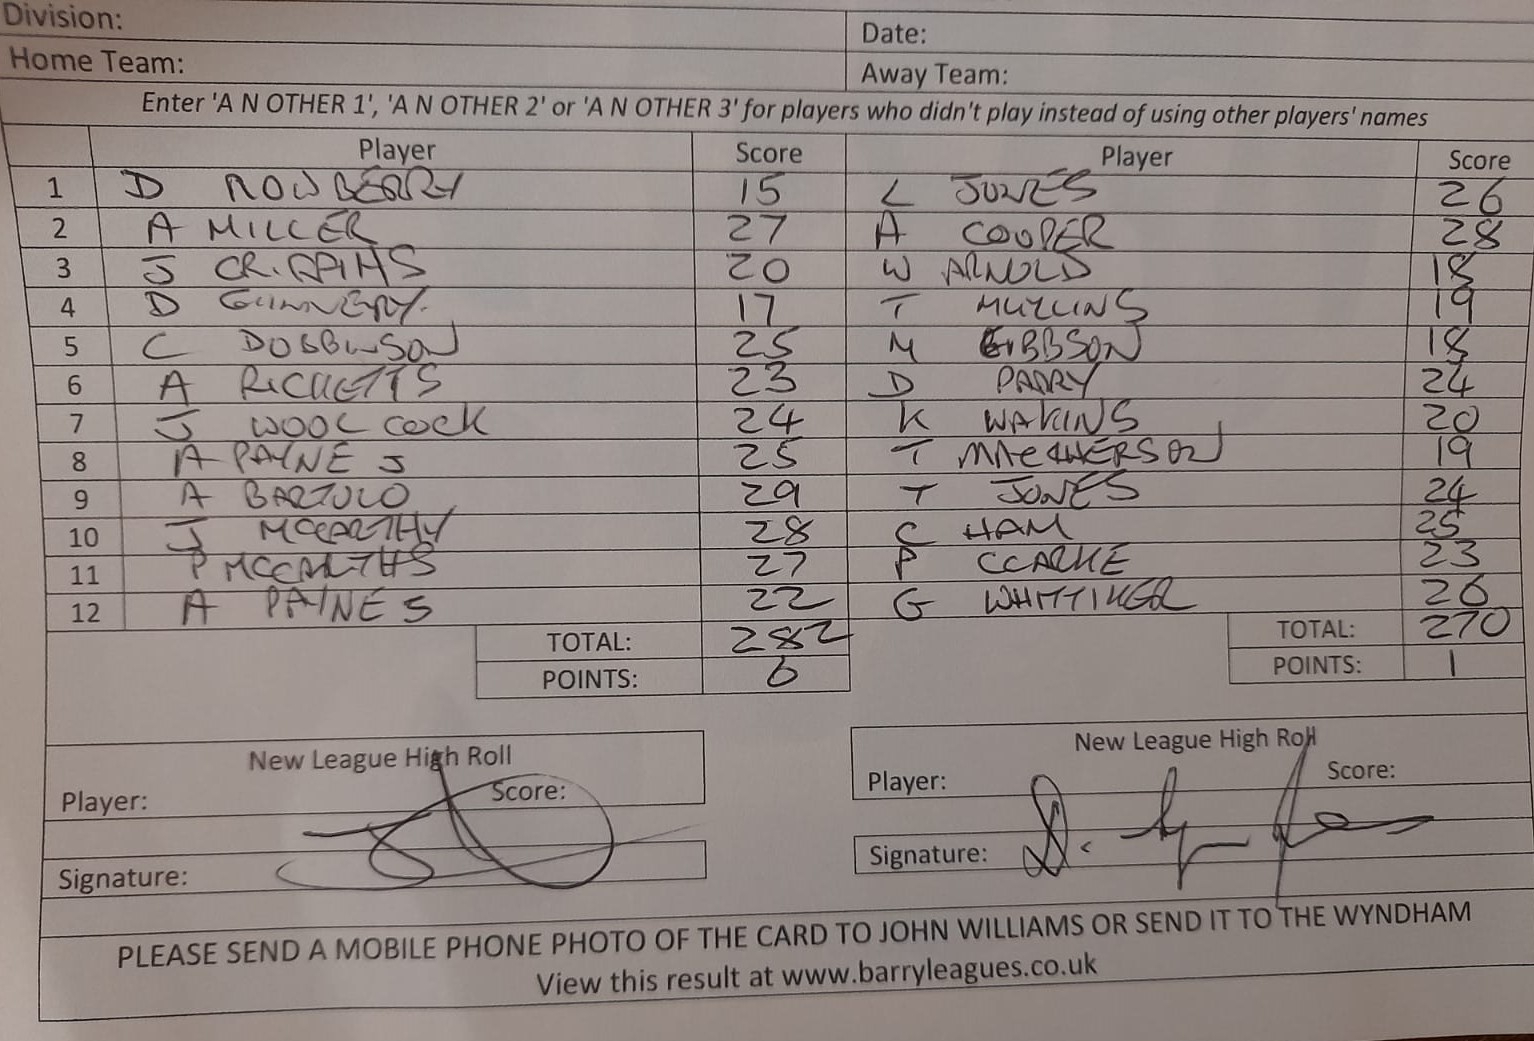 Division:
Date:
Home Team:
Away Team:
Enter 'A N OTHER 1', 'A N OTHER 2' or 'A N OTHER 3' for players who didn't play instead of using other players' names
Player Score Player Score
1 D ROWBERRY 15 L JONES 26
2 A MILLER 27 A COOPER 28
3 J 20 W ARNOLD 18
4 D 17 T MULLINS 19
5 C DOBBINSON 25 M GIBBSON 18
6 A RICKETTS 23 D PARRY 24
7 J WOOLCOCK 24 K WAKINS 20
8 A PAYNE J 25 T MACPHERSON 19
9 A BARTOLO 29 T JONES 24
10 J MCCARTHY 28 C HAM 25
11 P 27 P CLARKE 23
12 A PAYNE S 22 G WHITTIKER 26
TOTAL: 282 TOTAL: 270
POINTS: 6 POINTS: 1
New League High Roll New League High Roll
Player: Score: Player: Score:
Signature: Signature:
PLEASE SEND A MOBILE PHONE PHOTO OF THE CARD TO JOHN WILLIAMS OR SEND IT TO THE WYNDHAM
View this result at www.barryleagues.co.uk